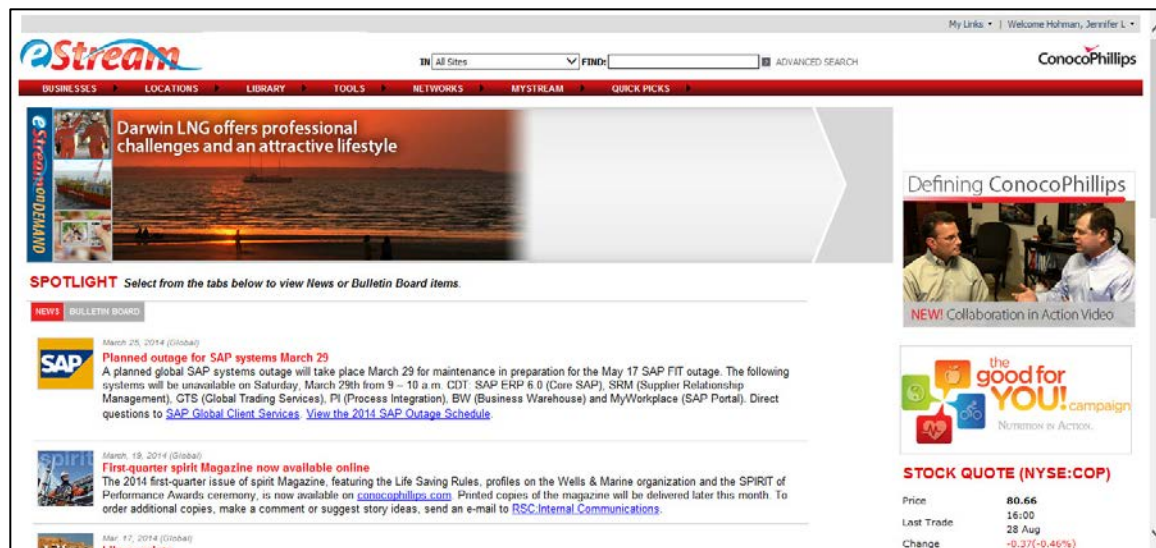 My Links | Welcome Hohman, Jennifer L
eStream
IN All Sites FIND: ADVANCED SEARCH
ConocoPhillips
BUSINESSES LOCATIONS LIBRARY TOOLS NETWORKS MYSTREAM QUICK PICKS
eStream onDEMAND
Darwin LNG offers professional
challenges and an attractive lifestyle
Defining ConocoPhillips
NEW! Collaboration in Action Video
SPOTLIGHT Select from the tabs below to view News or Bulletin Board items.
NEWS BULLETIN BOARD
March 25, 2014 (Global)
SAP
Planned outage for SAP systems March 29
A planned global SAP systems outage will take place March 29 for maintenance in preparation for the May 17 SAP FIT outage. The following
systems will be unavailable on Saturday, March 29th from 9 – 10 a.m. CDT: SAP ERP 6.0 (Core SAP), SRM (Supplier Relationship
Management), GTS (Global Trading Services), PI (Process Integration), BW (Business Warehouse) and MyWorkplace (SAP Portal). Direct
questions to SAP Global Client Services. View the 2014 SAP Outage Schedule.
the
good for
YOU! campaign
NUTRITION IN ACTION.
spirit
March, 19, 2014 (Global)
First-quarter spirit Magazine now available online
The 2014 first-quarter issue of spirit Magazine, featuring the Life Saving Rules, profiles on the Wells & Marine organization and the SPIRIT of
Performance Awards ceremony, is now available on conocophillips.com. Printed copies of the magazine will be delivered later this month. To
order additional copies, make a comment or suggest story ideas, send an e-mail to RSC:Internal Communications.
STOCK QUOTE (NYSE:COP)
Price 80.66
Last Trade 16:00
28 Aug
Change -0.37(-0.46%)
Mar. 17, 2014 (Global)